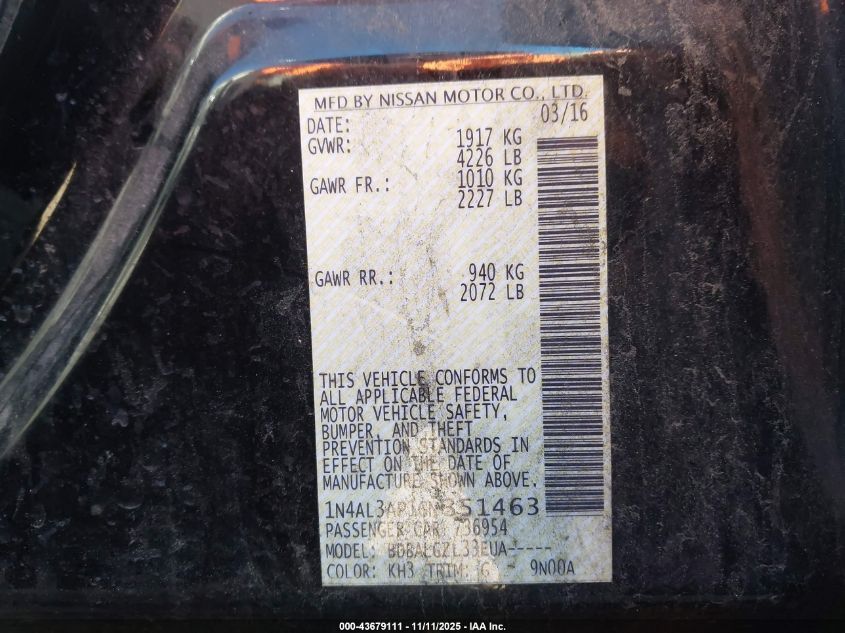 MFD BY NISSAN MOTOR CO., LTD.
DATE: 03/16
GVWR: 1917 KG
4226 LB
GAWR FR.: 1010 KG
2227 LB
GAWR RR.: 940 KG
2072 LB
THIS VEHICLE CONFORMS TO
ALL APPLICABLE FEDERAL
MOTOR VEHICLE SAFETY,
BUMPER, AND THEFT
PREVENTION STANDARDS IN
EFFECT ON THE DATE OF
MANUFACTURE SHOWN ABOVE.
PASSENGER CAR 736954
MODEL: BDBALG2L33EUA-----
COLOR: KH3 TRIM: G - 9N00A
000-43679111 - 11/11/2025 - IAA Inc.